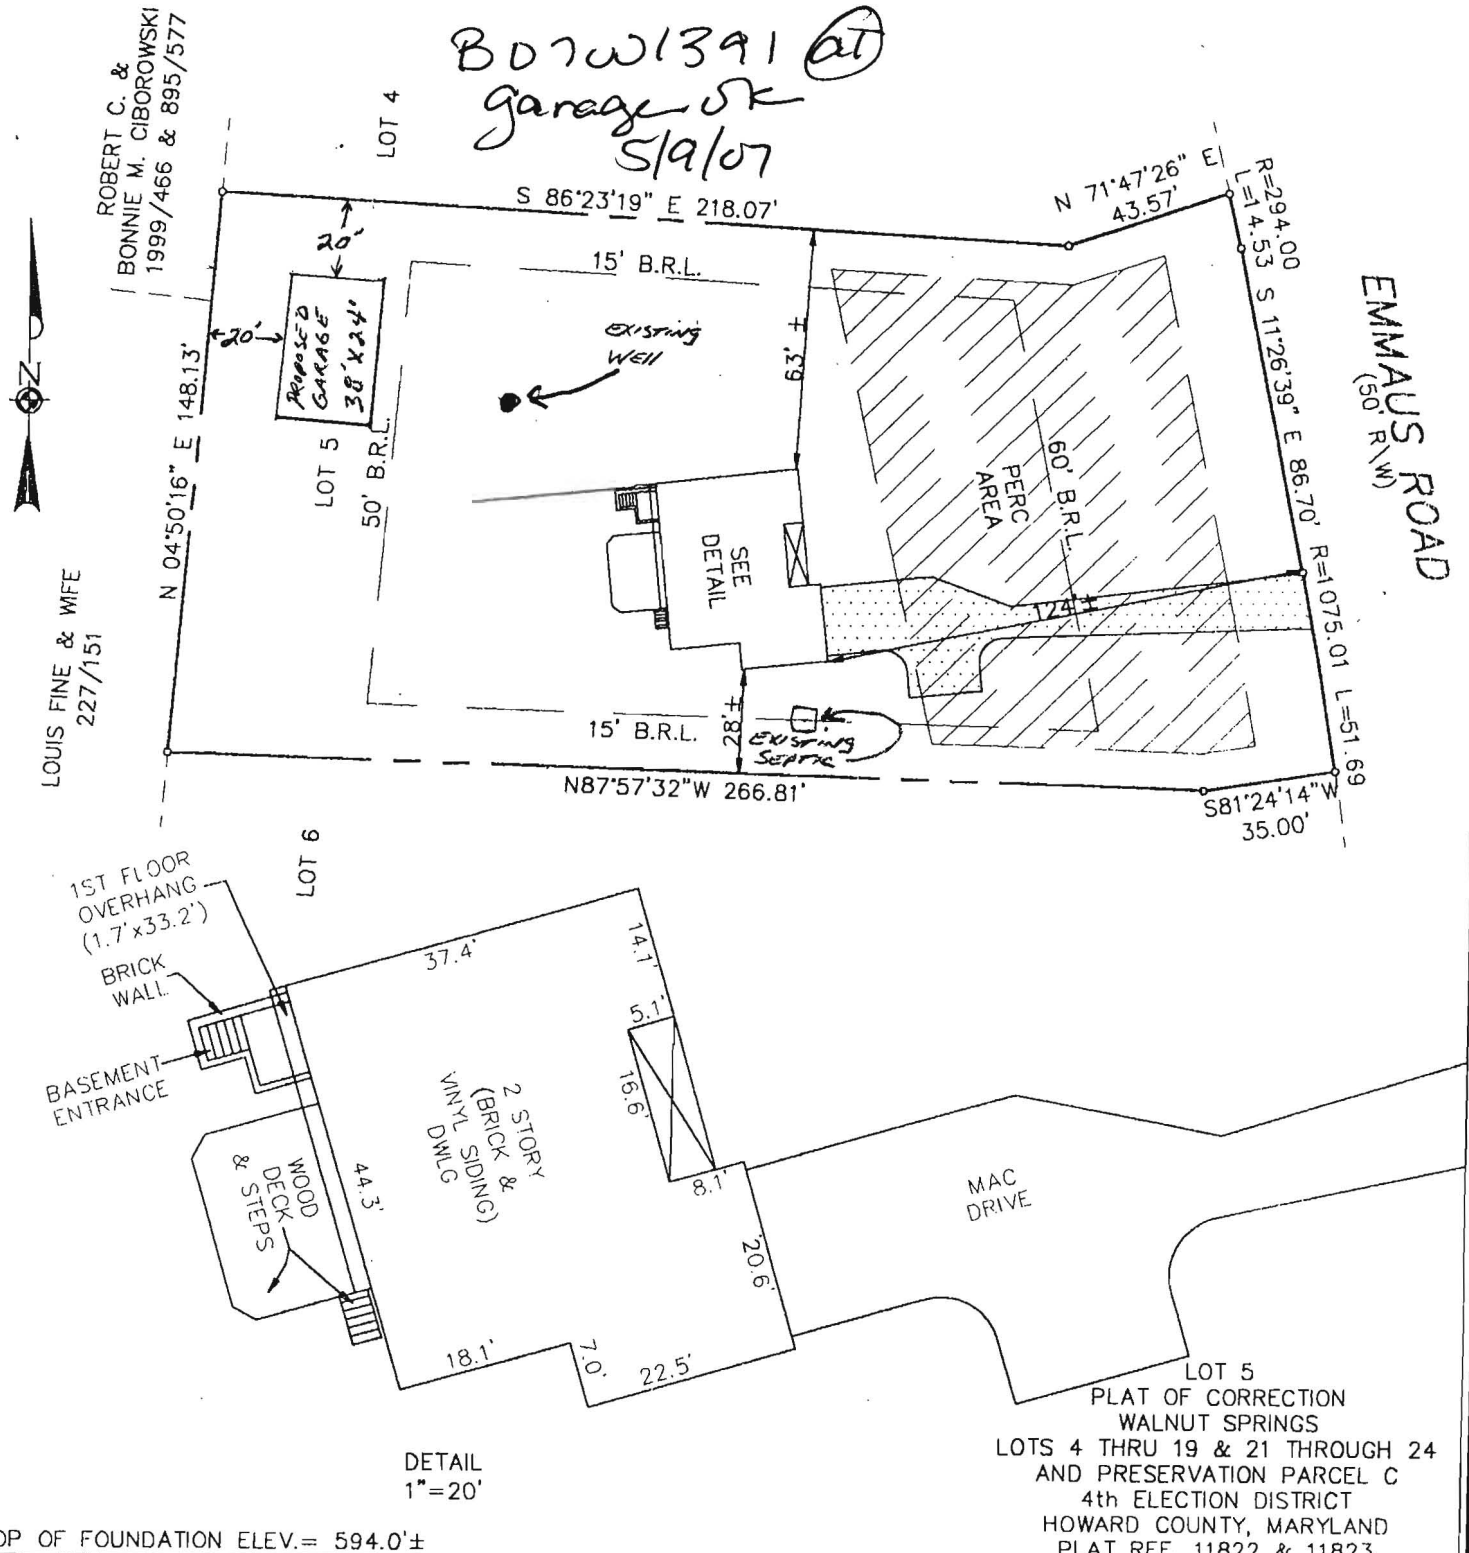 B07W1391 at
garage ok
5/9/07
ROBERT C. &
BONNIE M. CIBOROWSKI
1999/466 & 895/577
LOT 4
S 86°23'19" E 218.07'
N 71°47'26" E
43.57'
R=294.00
L=14.53
S 11°26'39" E 86.70'
R=1075.01 L=51.69
EMMAUS ROAD
(50' R\W)
20"
20'
PROPOSED
GARAGE
38'X24'
15' B.R.L.
EXISTING
WELL
63' ±
N
N 04°50'16" E 148.13'
LOT 5
50' B.R.L.
60' B.R.L.
PERC
AREA
SEE
DETAIL
124' ±
LOUIS FINE & WIFE
227/151
15' B.R.L.
28' ±
EXISTING
SEPTIC
N87°57'32"W 266.81'
S81°24'14"W
35.00'
LOT 6
1ST FLOOR
OVERHANG
(1.7'x33.2')
BRICK
WALL
BASEMENT
ENTRANCE
37.4'
14.1'
5.1'
16.6'
8.1'
20.6'
2 STORY
(BRICK &
VINYL SIDING)
DWLG
44.3'
WOOD
DECK
& STEPS
18.1'
7.0'
22.5'
MAC
DRIVE
DETAIL
1"=20'
LOT 5
PLAT OF CORRECTION
WALNUT SPRINGS
LOTS 4 THRU 19 & 21 THROUGH 24
AND PRESERVATION PARCEL C
4th ELECTION DISTRICT
HOWARD COUNTY, MARYLAND
PLAT REF. 11822 & 11823
OP OF FOUNDATION ELEV.= 594.0'±